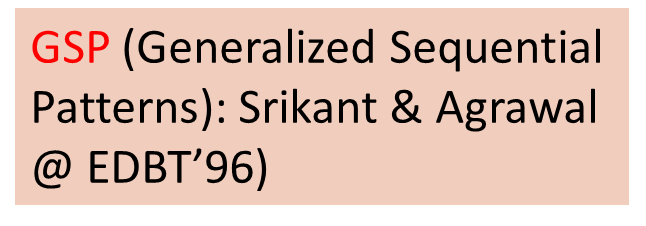 GSP (Generalized Sequential
Patterns): Srikant & Agrawal
@ EDBT’96)